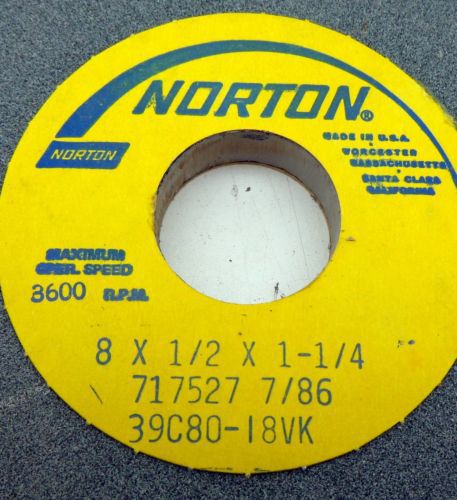 NORTON®
NORTON
MADE IN U.S.A.
WORCESTER
MASSACHUSETTS
SANTA CLARA
CALIFORNIA
MAXIMUM
OPER. SPEED
3600 R.P.M.
8 X 1/2 X 1-1/4
717527 7/86
39C80-I8VK